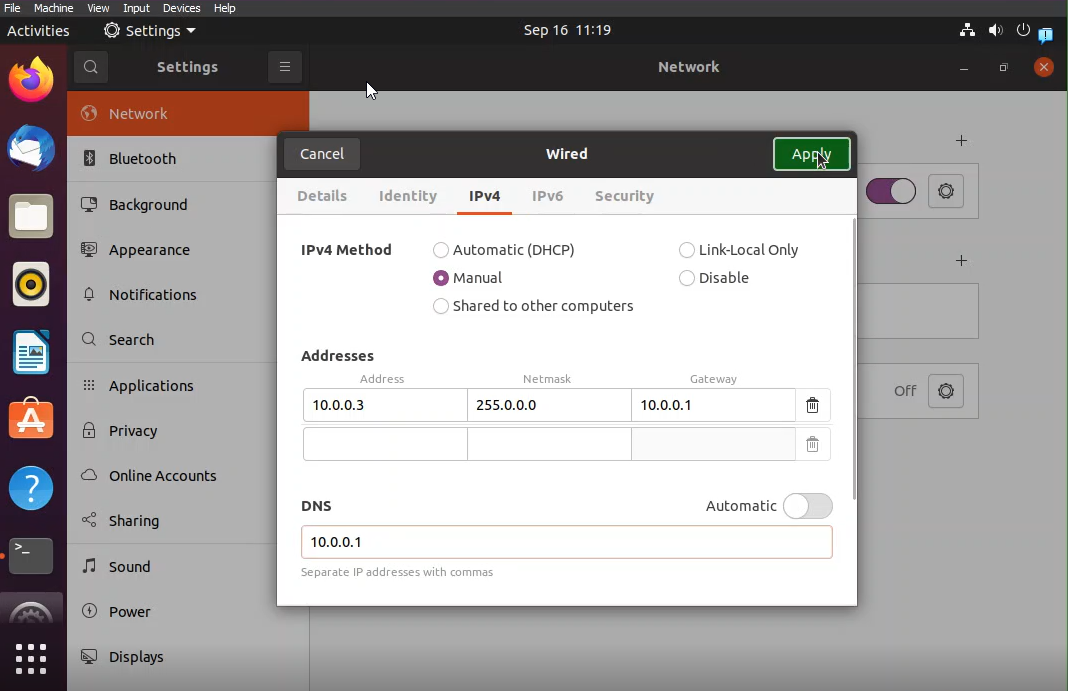 File Machine View Input Devices Help
Activities Settings Sep 16 11:19
Settings Network
Network
Bluetooth
Background
Appearance
Notifications
Search
Applications
Privacy
Online Accounts
Sharing
Sound
Power
Displays
Off
Cancel Wired Apply
Details Identity IPv4 IPv6 Security
IPv4 Method Automatic (DHCP) Link-Local Only
Manual Disable
Shared to other computers
Addresses
Address Netmask Gateway
10.0.0.3 255.0.0.0 10.0.0.1
DNS Automatic
10.0.0.1
Separate IP addresses with commas